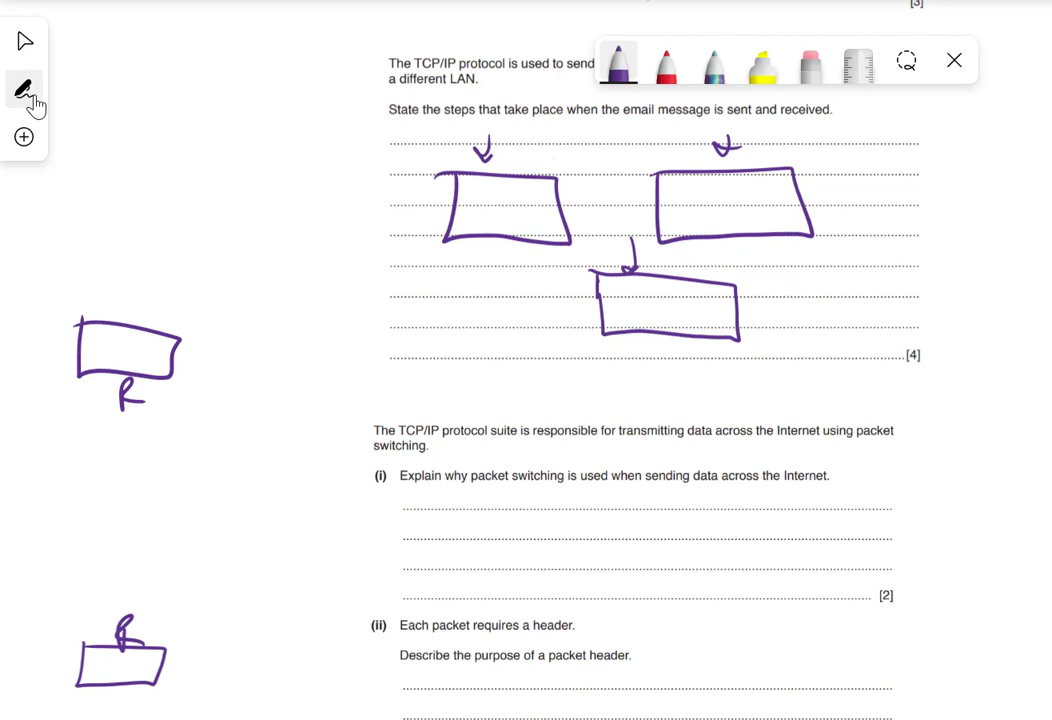 [3]
The TCP/IP protocol is used to send
a different LAN.
State the steps that take place when the email message is sent and received.
[4]
The TCP/IP protocol suite is responsible for transmitting data across the Internet using packet
switching.
(i) Explain why packet switching is used when sending data across the Internet.
R
[2]
(ii) Each packet requires a header.
R
Describe the purpose of a packet header.